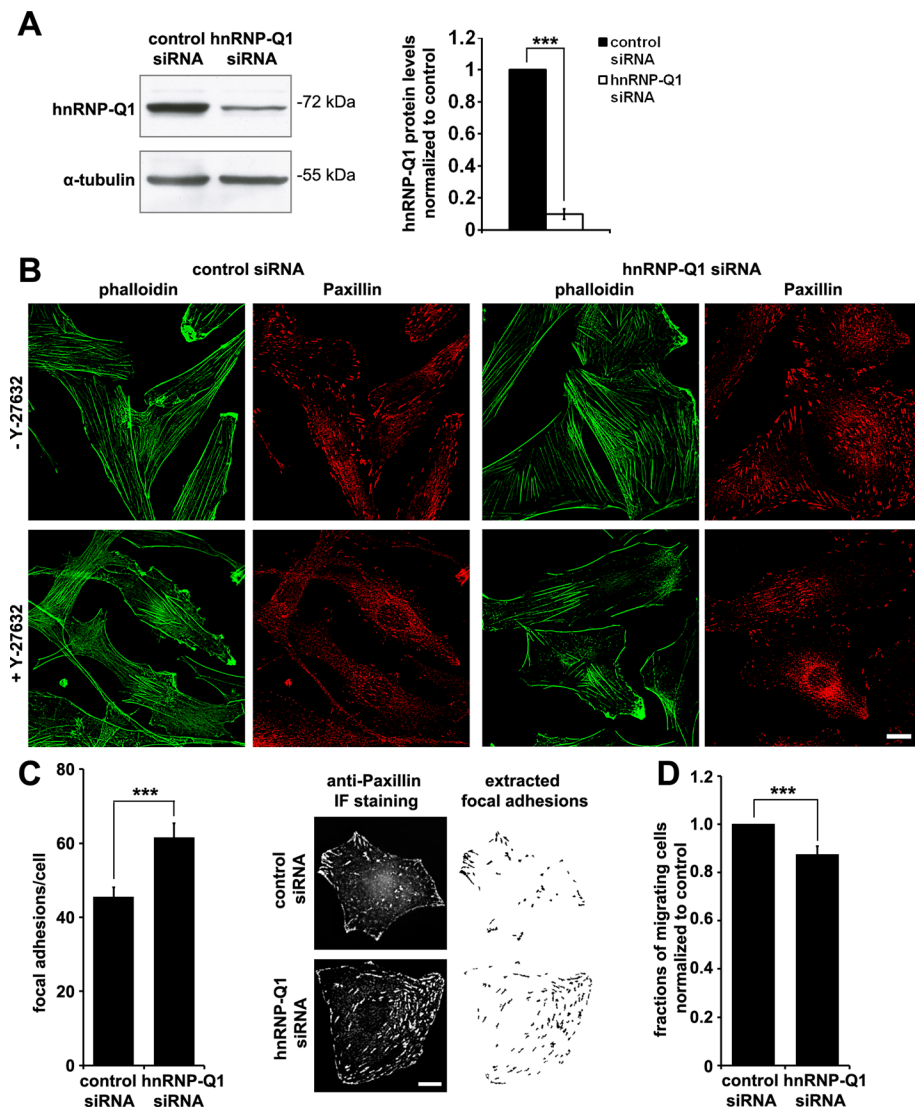 A
control hnRNP-Q1
siRNA siRNA
hnRNP-Q1
-72 kDa
α-tubulin
-55 kDa
hnRNP-Q1 protein levels
normalized to control
1.2
1
0.8
0.6
0.4
0.2
0
***
control
siRNA
hnRNP-Q1
siRNA
B
control siRNA
hnRNP-Q1 siRNA
phalloidin
Paxillin
phalloidin
Paxillin
- Y-27632
+ Y-27632
C
focal adhesions/cell
80
60
40
20
0
***
control
siRNA
hnRNP-Q1
siRNA
anti-Paxillin
IF staining
extracted
focal adhesions
control
siRNA
hnRNP-Q1
siRNA
D
fractions of migrating cells
normalized to control
1.2
1.0
0.8
0.6
0.4
0.2
0
***
control
siRNA
hnRNP-Q1
siRNA